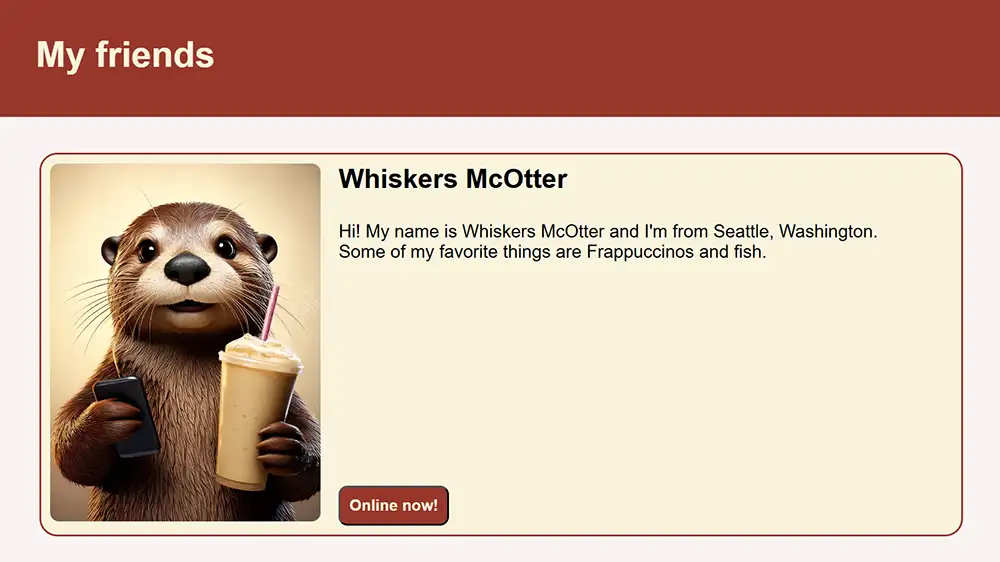 My friends
Whiskers McOtter
Hi! My name is Whiskers McOtter and I'm from Seattle, Washington.
Some of my favorite things are Frappuccinos and fish.
Online now!